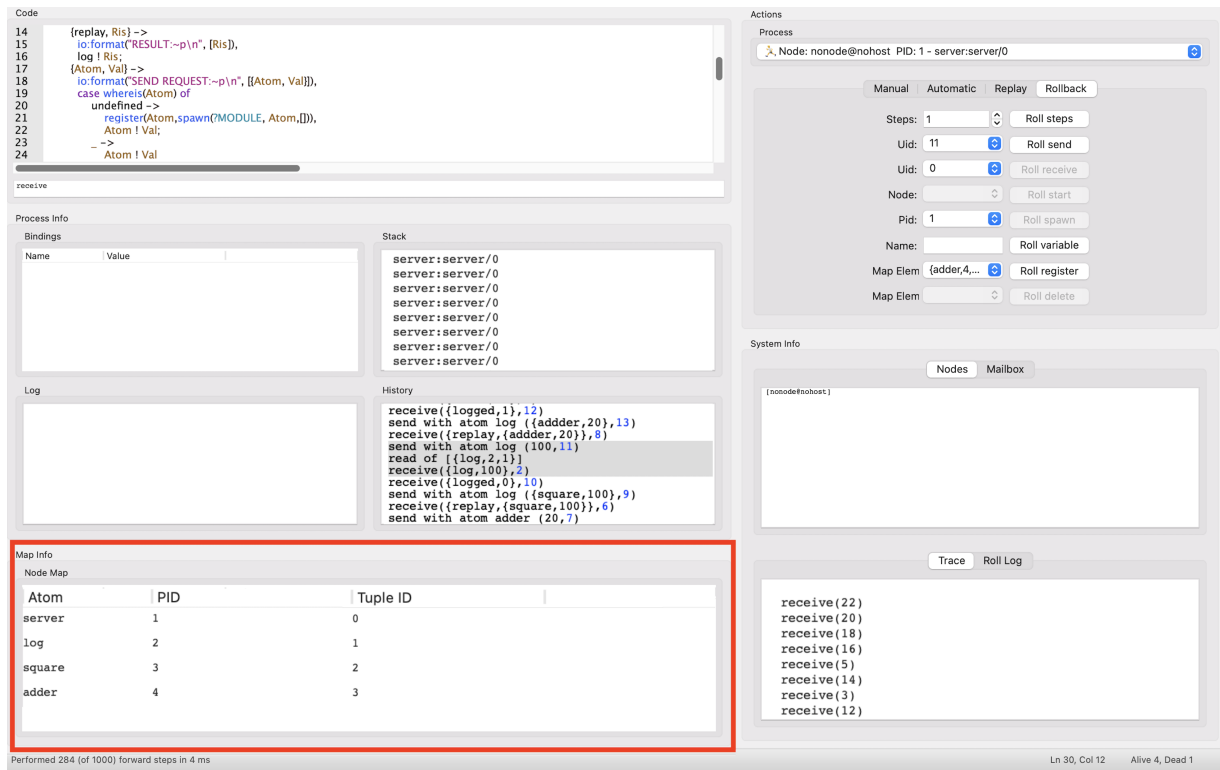 Code
14 {replay, Ris} ->
15 io:format("RESULT:~p\n", [Ris]),
16 log ! Ris;
17 {Atom, Val} ->
18 io:format("SEND REQUEST:~p\n", [{Atom, Val}]),
19 case whereis(Atom) of
20 undefined ->
21 register(Atom,spawn(?MODULE, Atom,[])),
22 Atom ! Val;
23 _ ->
24 Atom ! Val
receive
Process Info
Bindings
Name Value
Stack
server:server/0
server:server/0
server:server/0
server:server/0
server:server/0
server:server/0
server:server/0
server:server/0
Log
History
receive({logged,1},12)
send with atom log ({addder,20},13)
receive({replay,{addder,20}},8)
send with atom log (100,11)
read of [{log,2,1}]
receive({log,100},2)
receive({logged,0},10)
send with atom log ({square,100},9)
receive({replay,{square,100}},6)
send with atom adder (20,7)
Map Info
Node Map
Atom PID Tuple ID
server 1 0
log 2 1
square 3 2
adder 4 3
Actions
Process
Node: nonode@nohost PID: 1 - server:server/0
Manual Automatic Replay Rollback
Steps: 1 Roll steps
Uid: 11 Roll send
Uid: 0 Roll receive
Node: Roll start
Pid: 1 Roll spawn
Name: Roll variable
Map Elem {adder,4,... Roll register
Map Elem Roll delete
System Info
Nodes Mailbox
[nonode@nohost]
Trace Roll Log
receive(22)
receive(20)
receive(18)
receive(16)
receive(5)
receive(14)
receive(3)
receive(12)
Performed 284 (of 1000) forward steps in 4 ms
Ln 30, Col 12 Alive 4, Dead 1